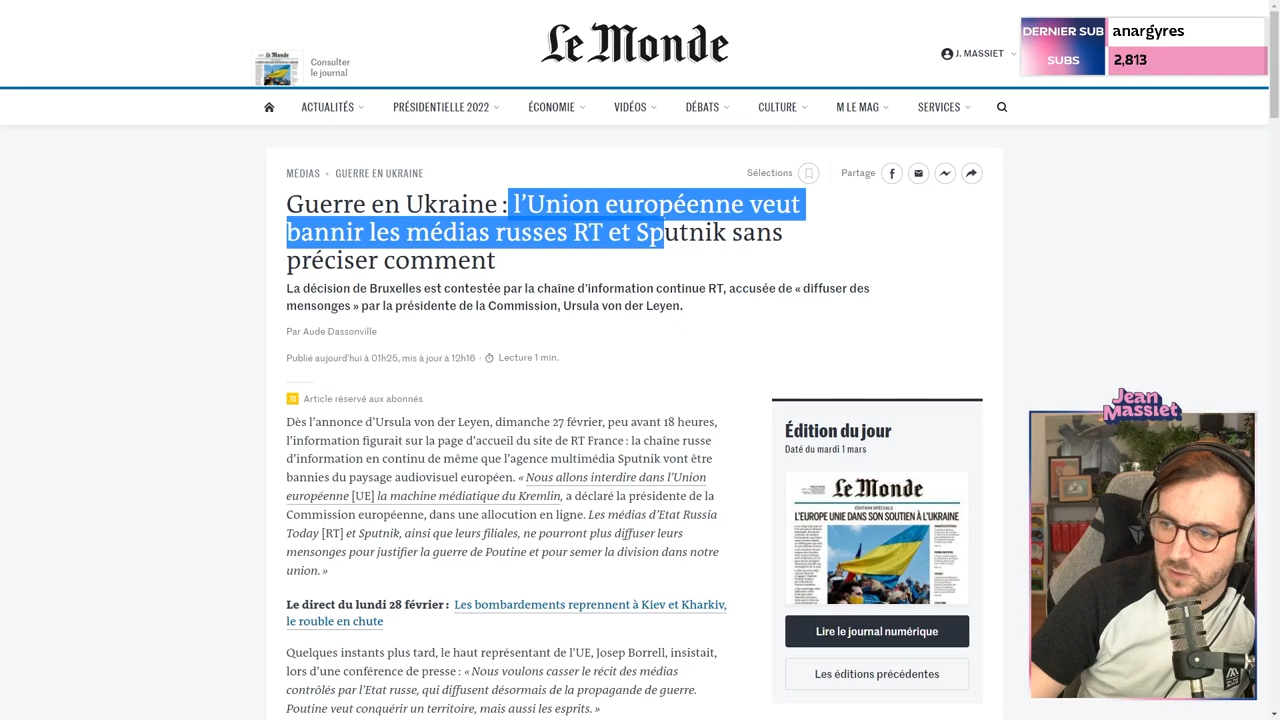 Le Monde
Consulter
le journal
J. MASSIET
DERNIER SUB
anargyres
SUBS
2,813
ACTUALITÉS
PRÉSIDENTIELLE 2022
ÉCONOMIE
VIDÉOS
DÉBATS
CULTURE
M LE MAG
SERVICES
MÉDIAS • GUERRE EN UKRAINE
Sélections
Partage
Guerre en Ukraine : l’Union européenne veut
bannir les médias russes RT et Sputnik sans
préciser comment
La décision de Bruxelles est contestée par la chaîne d’information continue RT, accusée de « diffuser des
mensonges » par la présidente de la Commission, Ursula von der Leyen.
Par Aude Dassonville
Publié aujourd’hui à 01h25, mis à jour à 12h16 · Lecture 1 min.
Article réservé aux abonnés
Dès l’annonce d’Ursula von der Leyen, dimanche 27 février, peu avant 18 heures,
l’information figurait sur la page d’accueil du site de RT France : la chaîne russe
d’information en continu de même que l’agence multimédia Sputnik vont être
bannies du paysage audiovisuel européen. « Nous allons interdire dans l’Union
européenne [UE] la machine médiatique du Kremlin, a déclaré la présidente de la
Commission européenne, dans une allocution en ligne. Les médias d’Etat Russia
Today [RT] et Sputnik, ainsi que leurs filiales, ne pourront plus diffuser leurs
mensonges pour justifier la guerre de Poutine et pour semer la division dans notre
union. »
Le direct du lundi 28 février : Les bombardements reprennent à Kiev et Kharkiv,
le rouble en chute
Quelques instants plus tard, le haut représentant de l’UE, Josep Borrell, insistait,
lors d’une conférence de presse : « Nous voulons casser le récit des médias
contrôlés par l’Etat russe, qui diffusent désormais de la propagande de guerre.
Poutine veut conquérir un territoire, mais aussi les esprits. »
Édition du jour
Daté du mardi 1 mars
Le Monde
ÉDITION SPÉCIALE
L’EUROPE UNIE DANS SON SOUTIEN À L’UKRAINE
Lire le journal numérique
Les éditions précédentes
Jean
Massiet